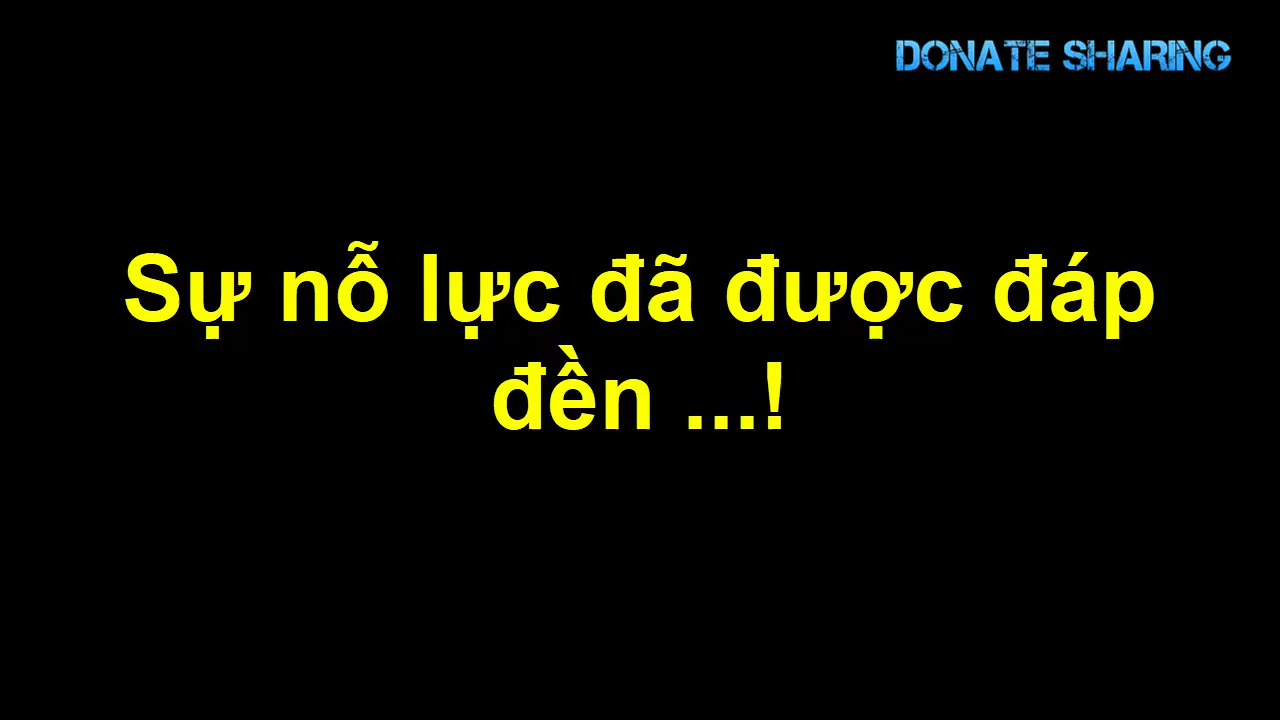 DONATE SHARING
Sự nỗ lực đã được đáp
đền ...!